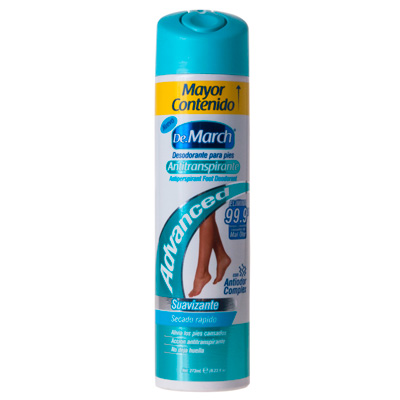 Mayor
Contenido
De.March
Desodorante para pies
Antitranspirante
Antiperspirant Foot Deodorant
Advanced
99.9
con
Antiodor
Complex
Suavizante
Secado rápido
Alivia los pies cansados
Acción antitranspirante
No deja huella